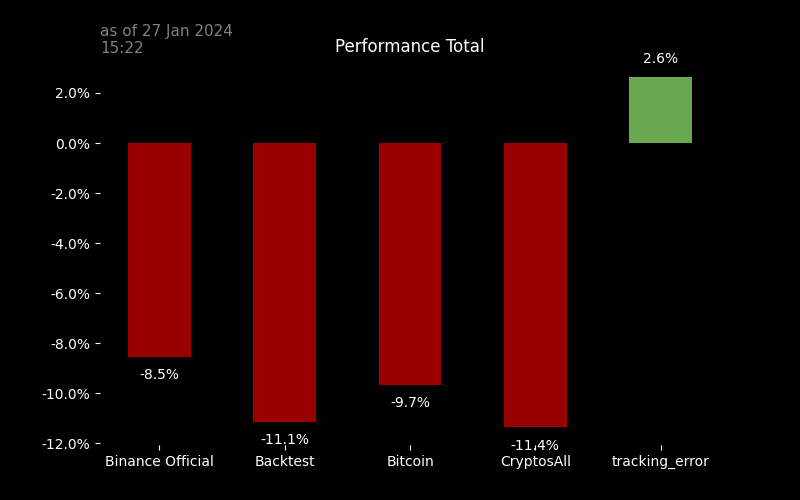 as of 27 Jan 2024
15:22
Performance Total
2.6%
2.0%
0.0%
-2.0%
-4.0%
-6.0%
-8.0%
-10.0%
-12.0%
-8.5%
-11.1%
-9.7%
-11.4%
Binance Official
Backtest
Bitcoin
CryptosAll
tracking_error